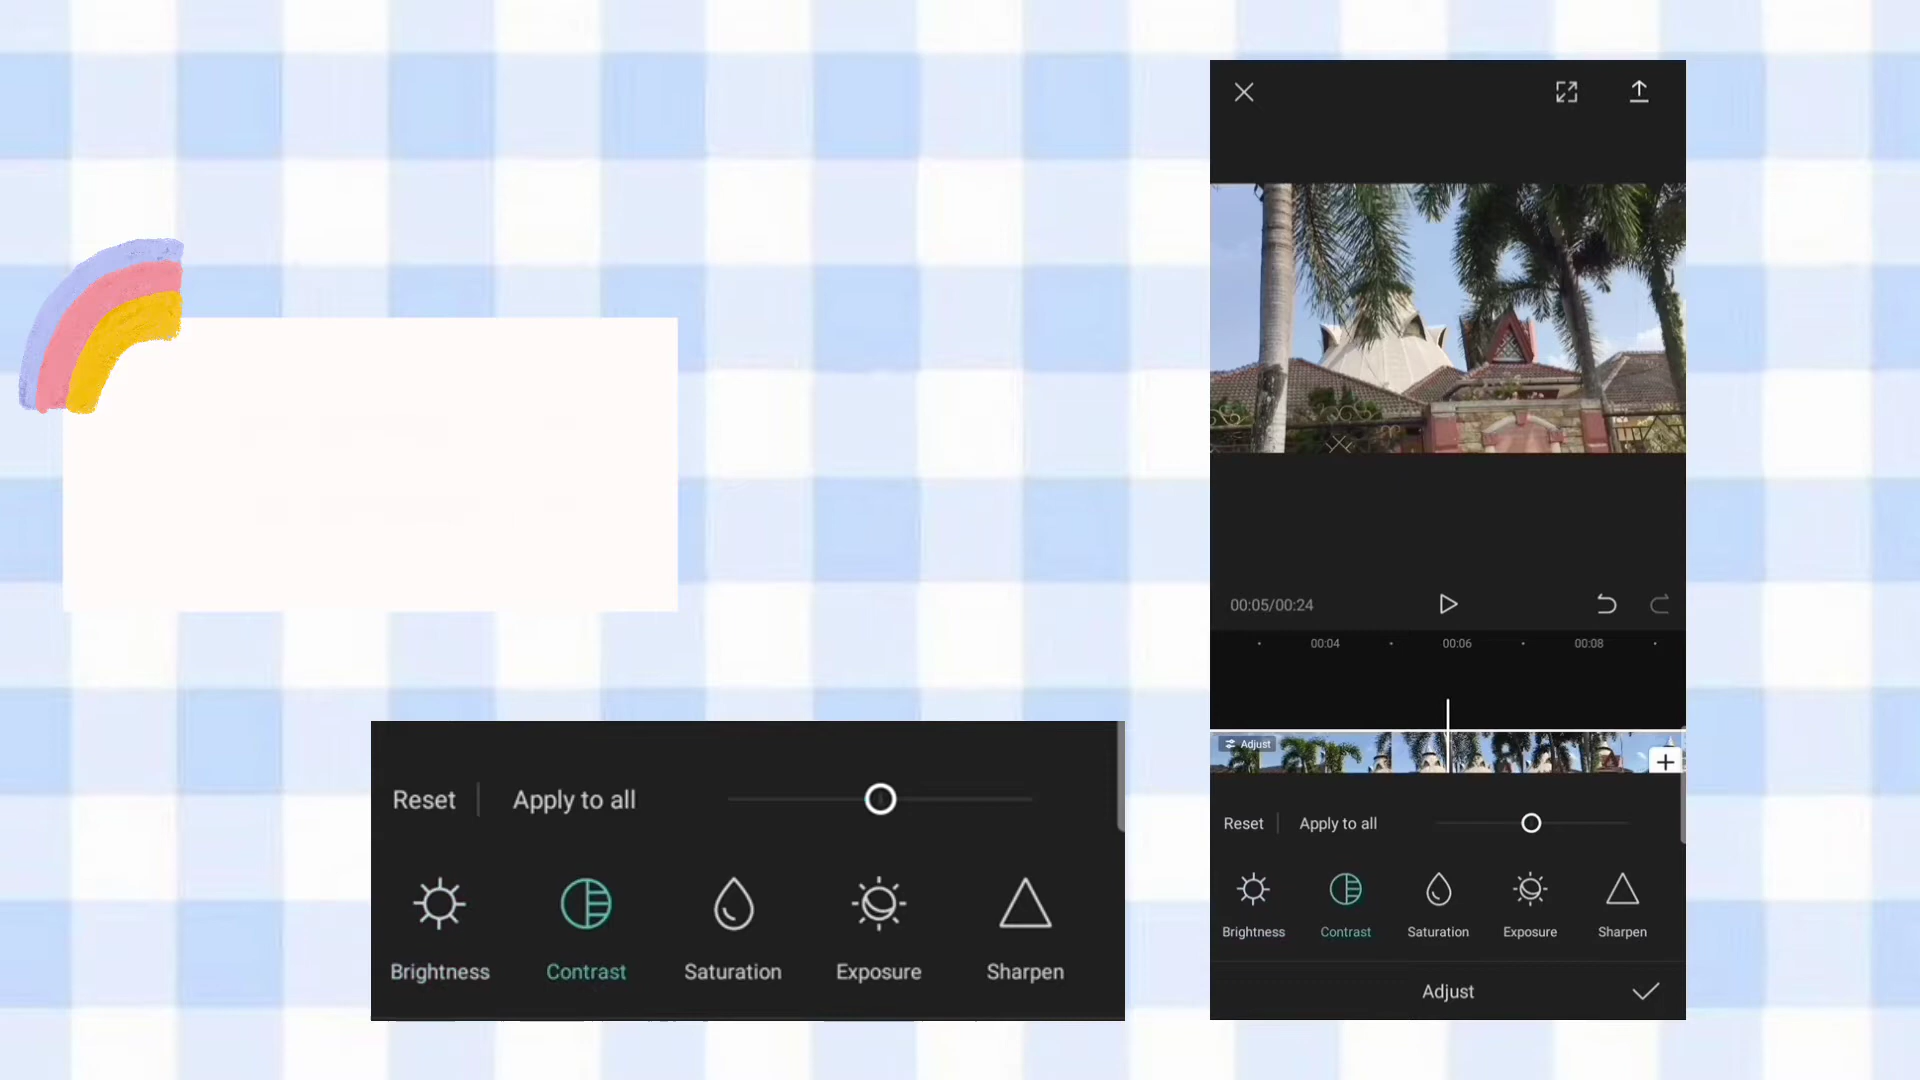 Reset Apply to all
Brightness Contrast Saturation Exposure Sharpen
00:05/00:24
00:04 00:06 00:08
Adjust
Reset Apply to all
Brightness Contrast Saturation Exposure Sharpen
Adjust